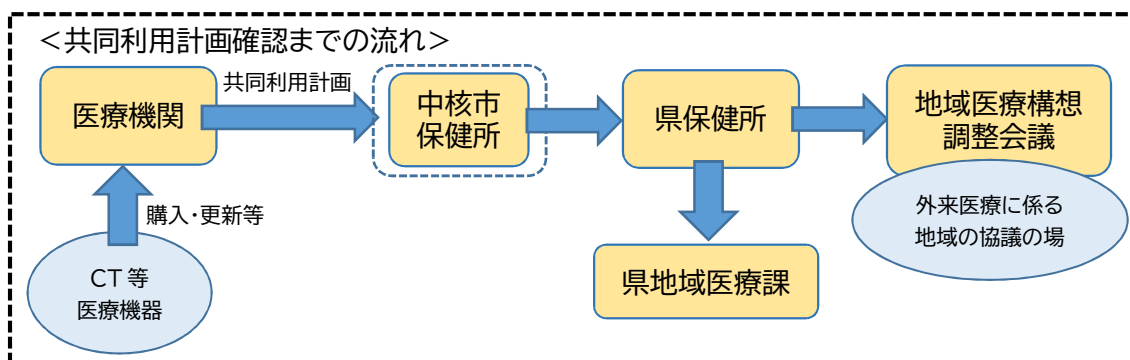 <共同利用計画確認までの流れ>
医療機関
共同利用計画
中核市
保健所
県保健所
地域医療構想
調整会議
外来医療に係る
地域の協議の場
購入・更新等
CT等
医療機器
県地域医療課